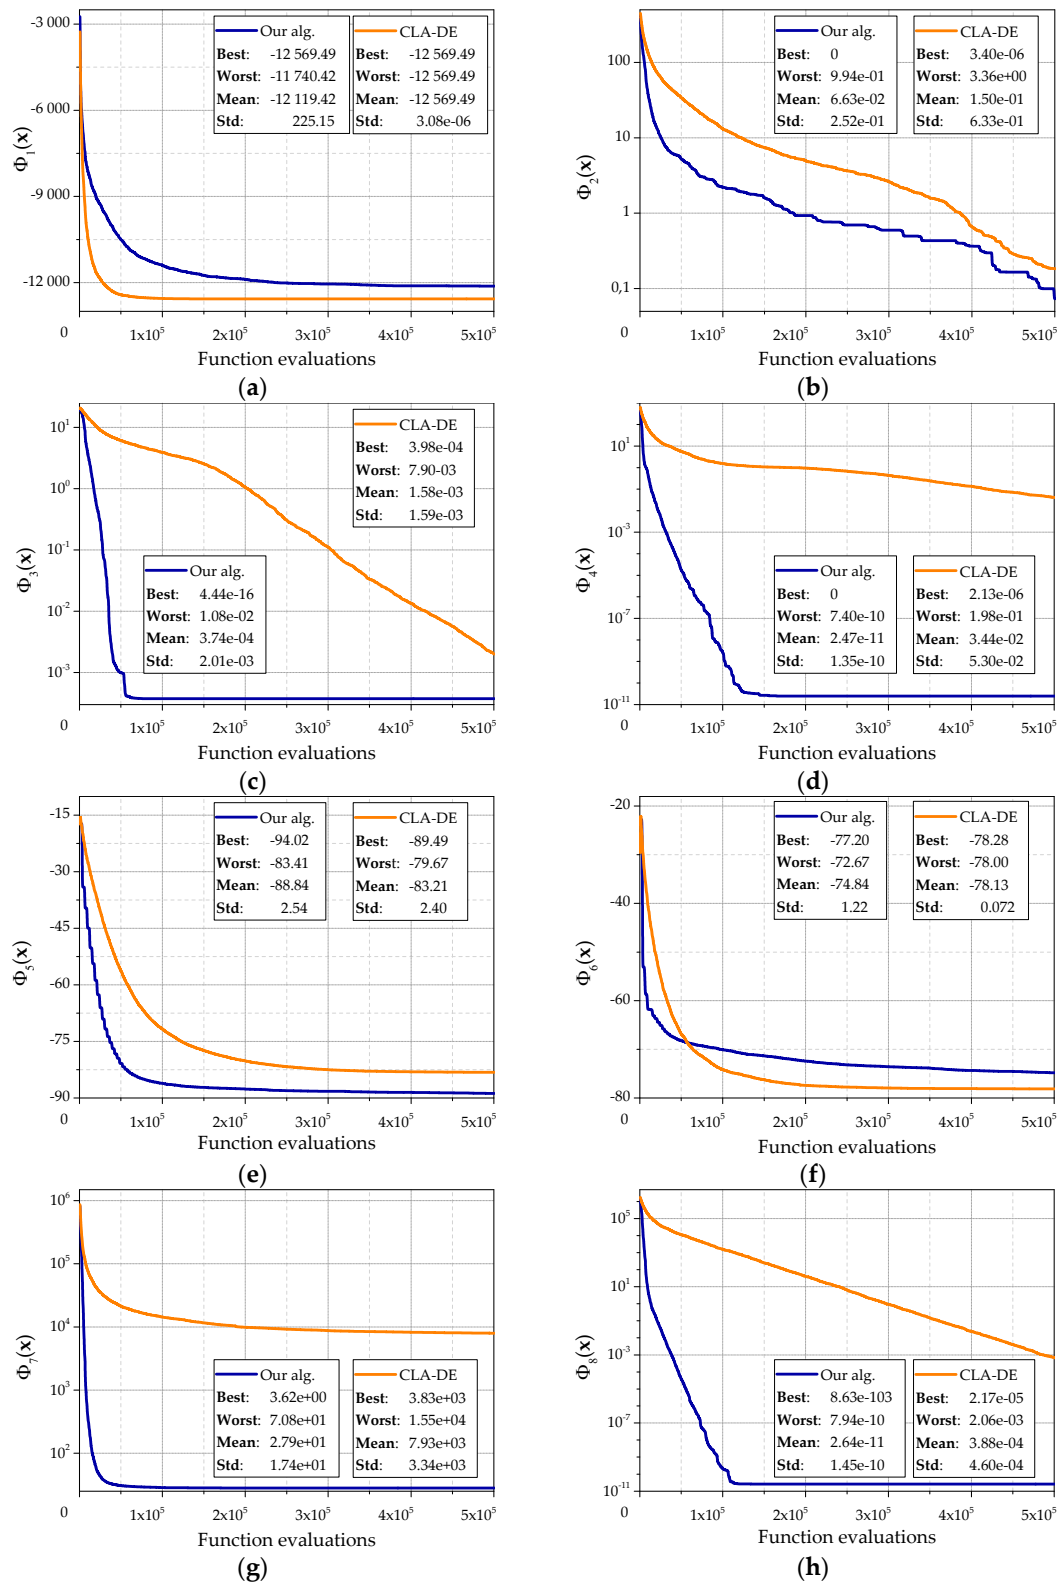 -3 000
-6 000
-9 000
-12 000
Φ1(x)
Our alg.
Best: -12 569.49
Worst: -11 740.42
Mean: -12 119.42
Std: 225.15
CLA-DE
Best: -12 569.49
Worst: -12 569.49
Mean: -12 569.49
Std: 3.08e-06
0 1x10^5 2x10^5 3x10^5 4x10^5 5x10^5
Function evaluations
(a)
100
10
1
0,1
Φ2(x)
Our alg.
Best: 0
Worst: 9.94e-01
Mean: 6.63e-02
Std: 2.52e-01
CLA-DE
Best: 3.40e-06
Worst: 3.36e+00
Mean: 1.50e-01
Std: 6.33e-01
0 1x10^5 2x10^5 3x10^5 4x10^5 5x10^5
Function evaluations
(b)
10^1
10^0
10^-1
10^-2
10^-3
Φ3(x)
CLA-DE
Best: 3.98e-04
Worst: 7.90-03
Mean: 1.58e-03
Std: 1.59e-03
Our alg.
Best: 4.44e-16
Worst: 1.08e-02
Mean: 3.74e-04
Std: 2.01e-03
0 1x10^5 2x10^5 3x10^5 4x10^5 5x10^5
Function evaluations
(c)
10^1
10^-3
10^-7
10^-11
Φ4(x)
Our alg.
Best: 0
Worst: 7.40e-10
Mean: 2.47e-11
Std: 1.35e-10
CLA-DE
Best: 2.13e-06
Worst: 1.98e-01
Mean: 3.44e-02
Std: 5.30e-02
0 1x10^5 2x10^5 3x10^5 4x10^5 5x10^5
Function evaluations
(d)
-15
-30
-45
-60
-75
-90
Φ5(x)
Our alg.
Best: -94.02
Worst: -83.41
Mean: -88.84
Std: 2.54
CLA-DE
Best: -89.49
Worst: -79.67
Mean: -83.21
Std: 2.40
0 1x10^5 2x10^5 3x10^5 4x10^5 5x10^5
Function evaluations
(e)
-20
-40
-60
-80
Φ6(x)
Our alg.
Best: -77.20
Worst: -72.67
Mean: -74.84
Std: 1.22
CLA-DE
Best: -78.28
Worst: -78.00
Mean: -78.13
Std: 0.072
0 1x10^5 2x10^5 3x10^5 4x10^5 5x10^5
Function evaluations
(f)
10^6
10^5
10^4
10^3
10^2
Φ7(x)
Our alg.
Best: 3.62e+00
Worst: 7.08e+01
Mean: 2.79e+01
Std: 1.74e+01
CLA-DE
Best: 3.83e+03
Worst: 1.55e+04
Mean: 7.93e+03
Std: 3.34e+03
0 1x10^5 2x10^5 3x10^5 4x10^5 5x10^5
Function evaluations
(g)
10^5
10^1
10^-3
10^-7
10^-11
Φ8(x)
Our alg.
Best: 8.63e-103
Worst: 7.94e-10
Mean: 2.64e-11
Std: 1.45e-10
CLA-DE
Best: 2.17e-05
Worst: 2.06e-03
Mean: 3.88e-04
Std: 4.60e-04
0 1x10^5 2x10^5 3x10^5 4x10^5 5x10^5
Function evaluations
(h)